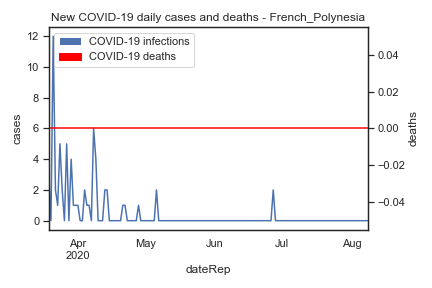 New COVID-19 daily cases and deaths - French_Polynesia
COVID-19 infections
COVID-19 deaths
12
10
8
6
4
2
0
cases
0.04
0.02
0.00
−0.02
−0.04
deaths
Apr
2020
May
Jun
Jul
Aug
dateRep